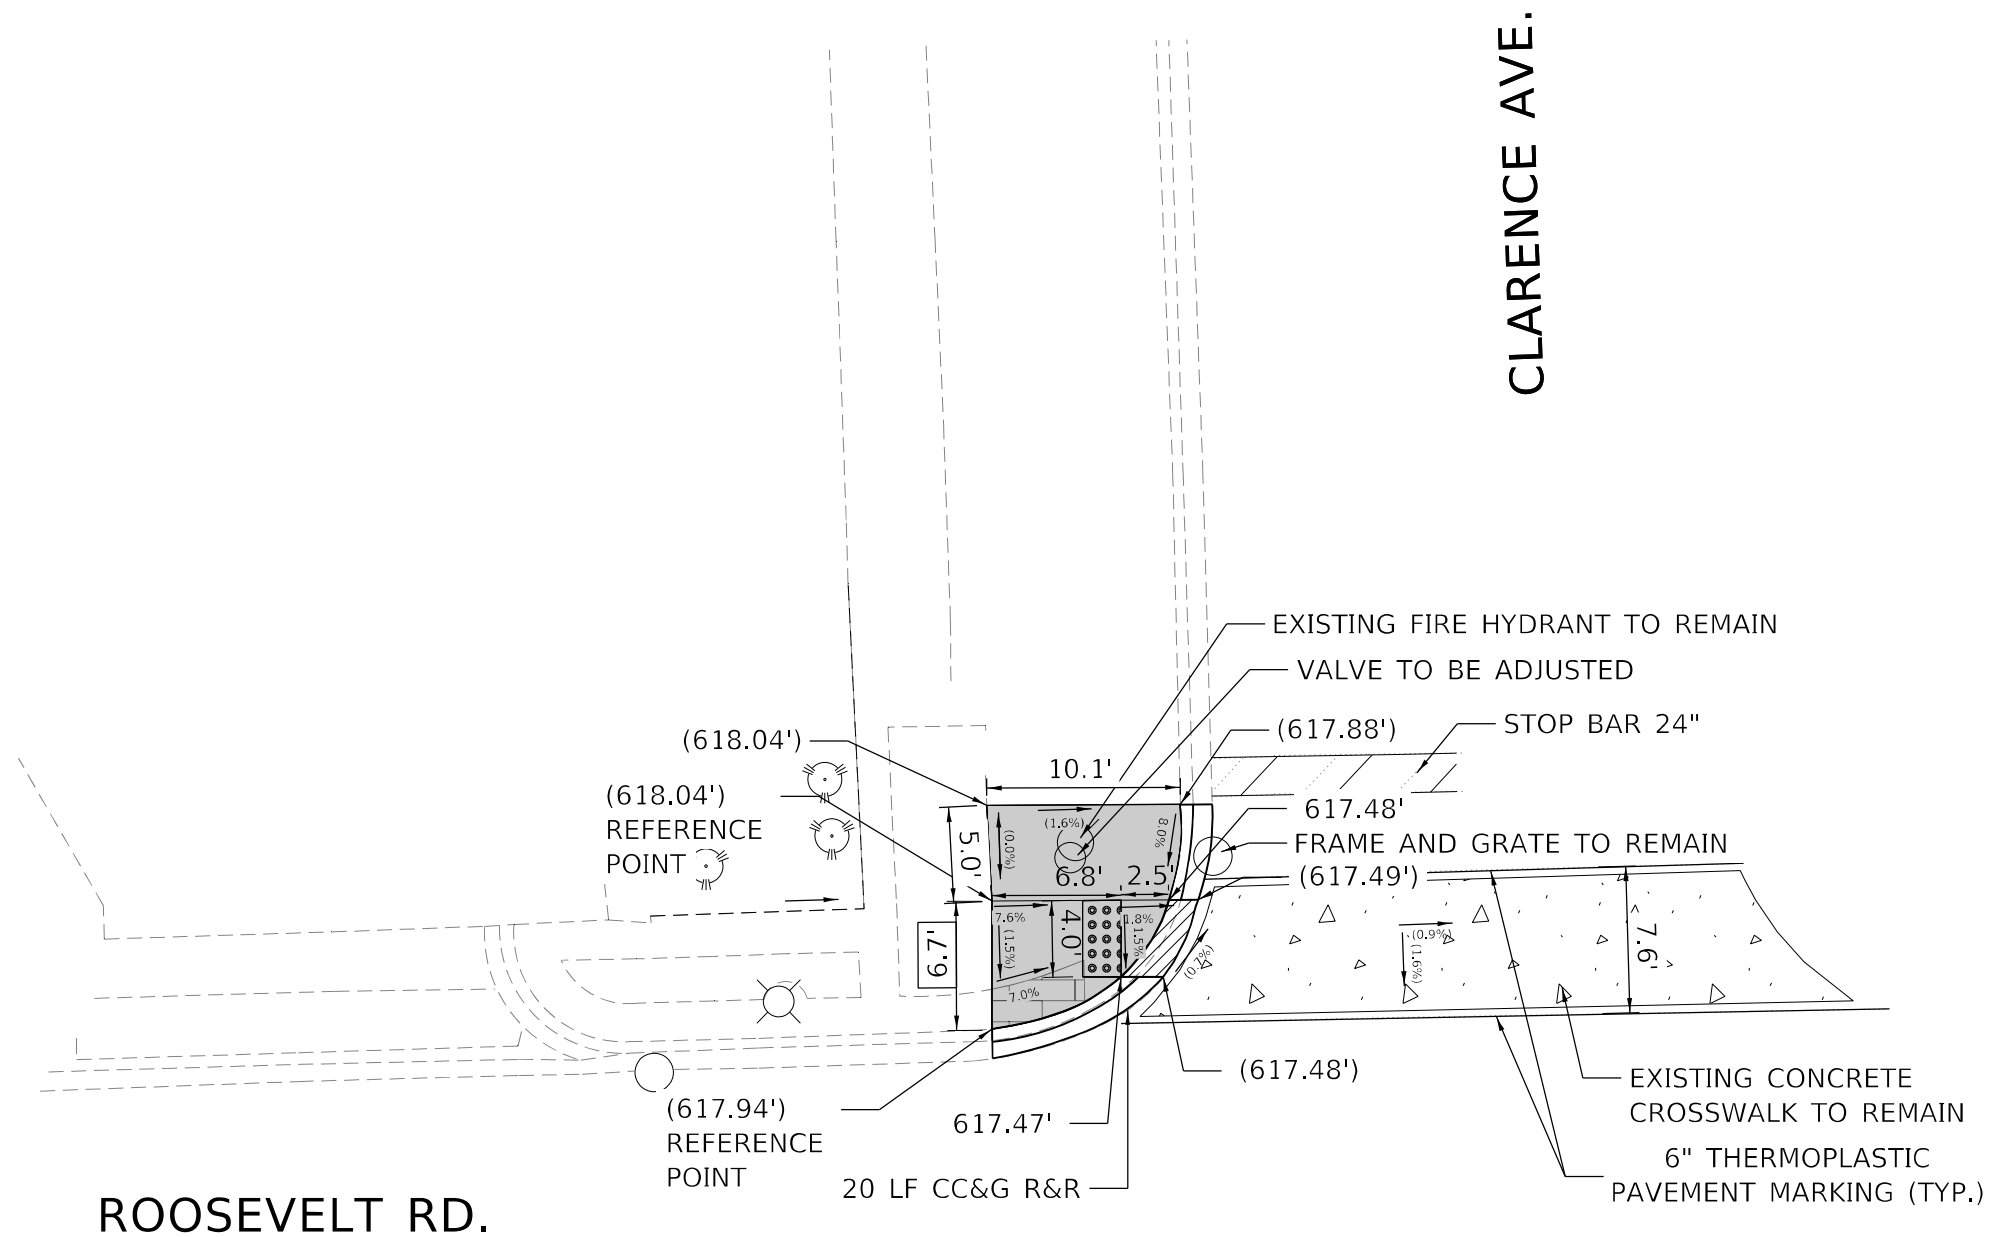 CLARENCE AVE.
EXISTING FIRE HYDRANT TO REMAIN
VALVE TO BE ADJUSTED
(617.88')
STOP BAR 24"
(618.04')
10.1'
(618.04')
REFERENCE
POINT
617.48'
FRAME AND GRATE TO REMAIN
(617.49')
(1.6%)
8.0%
(0.0%)
5.0'
6.8'
2.5'
7.6%
(1.5%)
4.0'
1.8%
1.5%
6.7'
7.0%
(0.7%)
(0.9%)
(1.6%)
7.6'
(617.48')
EXISTING CONCRETE
CROSSWALK TO REMAIN
(617.94')
REFERENCE
POINT
617.47'
6" THERMOPLASTIC
PAVEMENT MARKING (TYP.)
20 LF CC&G R&R
ROOSEVELT RD.